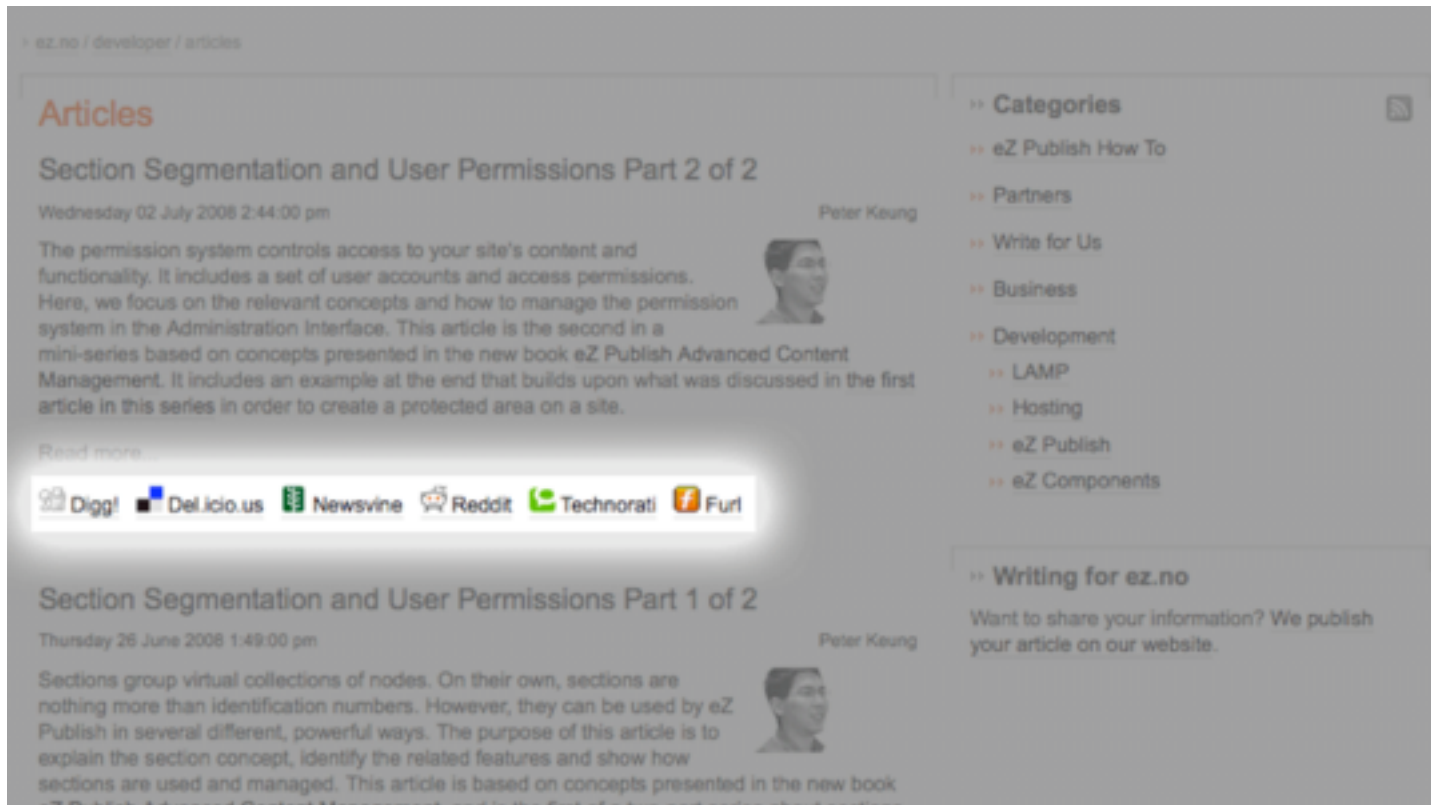 ez.no / developer / articles
Articles
Section Segmentation and User Permissions Part 2 of 2
Wednesday 02 July 2008 2:44:00 pm
Peter Keung
The permission system controls access to your site's content and
functionality. It includes a set of user accounts and access permissions.
Here, we focus on the relevant concepts and how to manage the permission
system in the Administration Interface. This article is the second in a
mini-series based on concepts presented in the new book eZ Publish Advanced Content
Management. It includes an example at the end that builds upon what was discussed in the first
article in this series in order to create a protected area on a site.
Read more...
Digg! Del.icio.us Newsvine Reddit Technorati Furl
Section Segmentation and User Permissions Part 1 of 2
Thursday 26 June 2008 1:49:00 pm
Peter Keung
Sections group virtual collections of nodes. On their own, sections are
nothing more than identification numbers. However, they can be used by eZ
Publish in several different, powerful ways. The purpose of this article is to
explain the section concept, identify the related features and show how
sections are used and managed. This article is based on concepts presented in the new book
Categories
eZ Publish How To
Partners
Write for Us
Business
Development
LAMP
Hosting
eZ Publish
eZ Components
Writing for ez.no
Want to share your information? We publish
your article on our website.